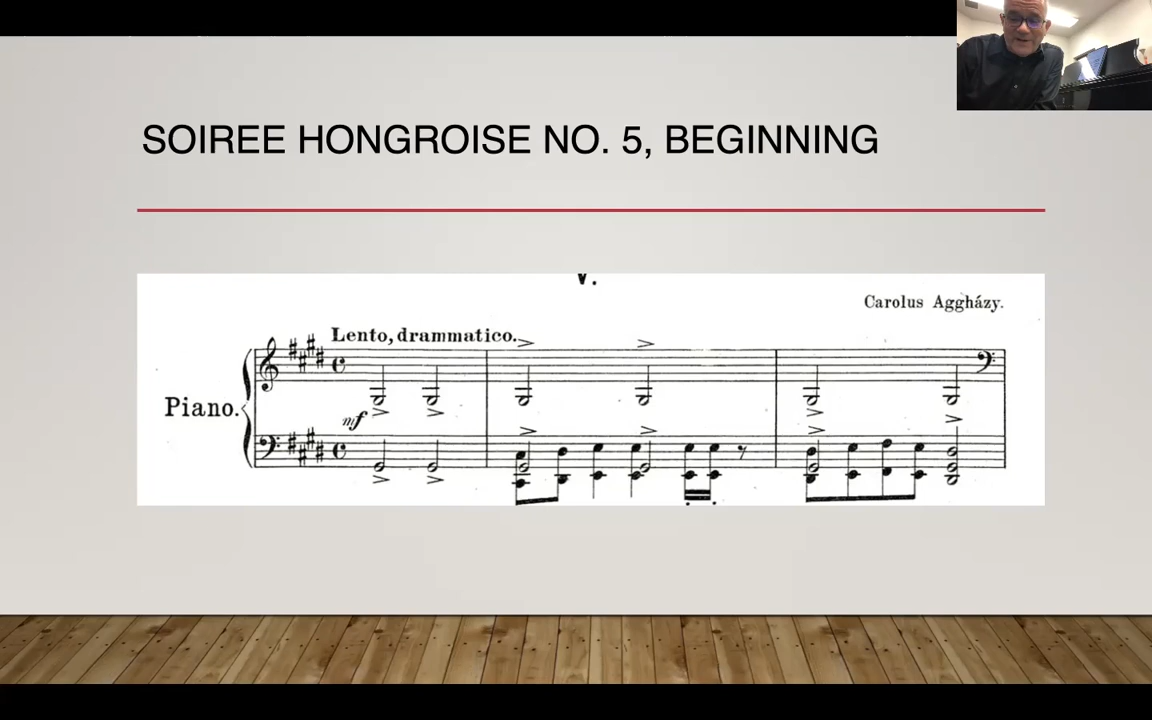 SOIREE HONGROISE NO. 5, BEGINNING
V.
Carolus Aggházy.
Lento, drammatico.
Piano.
mf